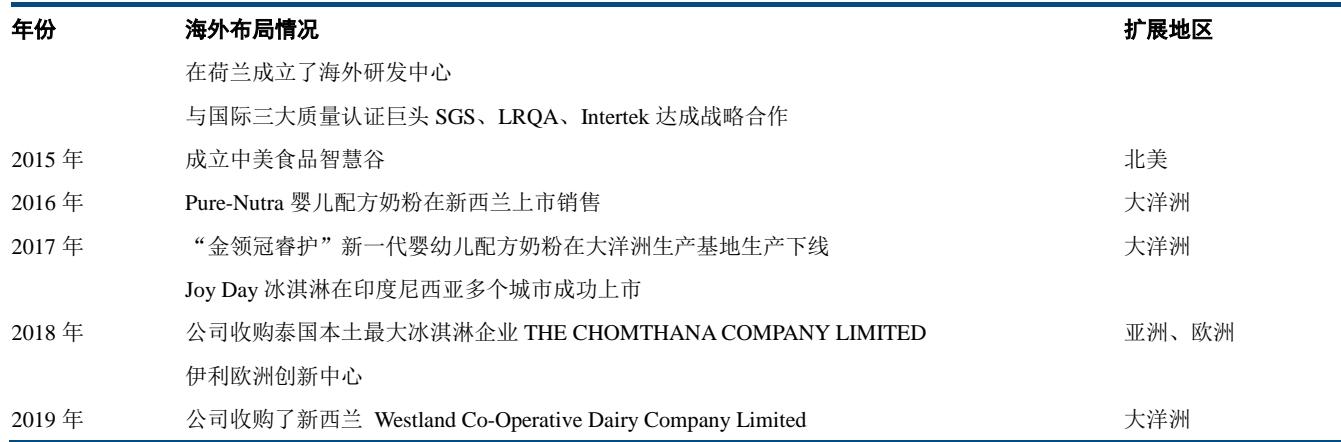 年份 海外布局情况 扩展地区
在荷兰成立了海外研发中心
与国际三大质量认证巨头 SGS、LRQA、Intertek 达成战略合作
2015 年 成立中美食品智慧谷 北美
2016 年 Pure-Nutra 婴儿配方奶粉在新西兰上市销售 大洋洲
2017 年 “金领冠睿护”新一代婴幼儿配方奶粉在大洋洲生产基地生产下线 大洋洲
Joy Day 冰淇淋在印度尼西亚多个城市成功上市
2018 年 公司收购泰国本土最大冰淇淋企业 THE CHOMTHANA COMPANY LIMITED 亚洲、欧洲
伊利欧洲创新中心
2019 年 公司收购了新西兰 Westland Co-Operative Dairy Company Limited 大洋洲